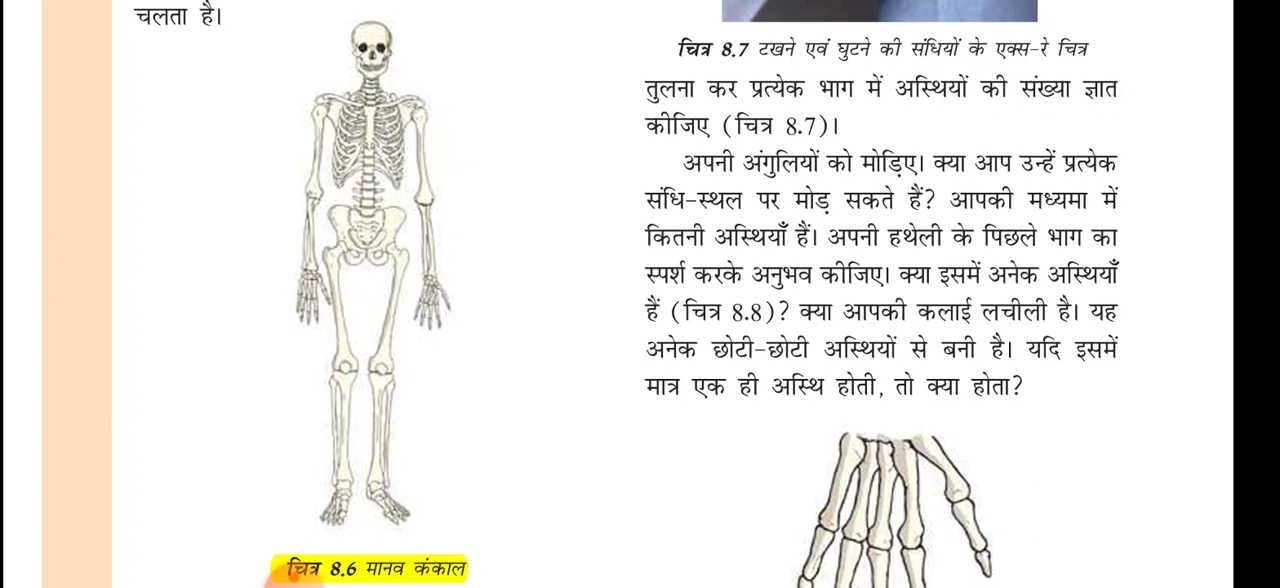 चलता है।
चित्र 8.6 मानव कंकाल
चित्र 8.7 टखने एवं घुटने की संधियों के एक्स-रे चित्र
तुलना कर प्रत्येक भाग में अस्थियों की संख्या ज्ञात
कीजिए (चित्र 8.7)।
अपनी अंगुलियों को मोड़िए। क्या आप उन्हें प्रत्येक
संधि-स्थल पर मोड़ सकते हैं? आपकी मध्यमा में
कितनी अस्थियाँ हैं। अपनी हथेली के पिछले भाग का
स्पर्श करके अनुभव कीजिए। क्या इसमें अनेक अस्थियाँ
हैं (चित्र 8.8)? क्या आपकी कलाई लचीली है। यह
अनेक छोटी-छोटी अस्थियों से बनी है। यदि इसमें
मात्र एक ही अस्थि होती, तो क्या होता?